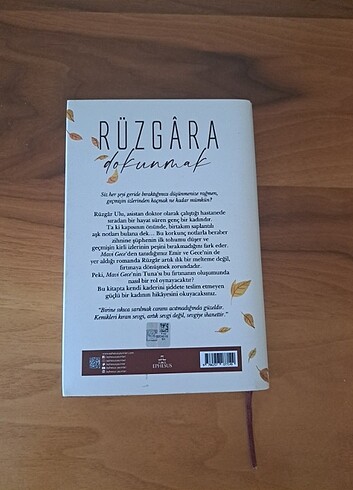 RÜZGÂRA
dokunmak
Siz her şeyi geride bıraktığınızı düşünmenize rağmen,
geçmişin izlerinden kaçmak ne kadar mümkün?
Rüzgâr Ulu, asistan doktor olarak çalıştığı hastanede
sıradan bir hayat süren genç bir kadındır.
Ta ki kapısının önünde, birtakım saplantılı
aşk notları bulana dek... Bu korkunç notlarla beraber
zihnine şüphenin ilk tohumu düşer ve
geçmişin kirli izlerinin peşini bırakmadığını fark eder.
Mavi Gece'den tanıdığımız Emir ve Gece'nin de
yer aldığı romanda Rüzgâr artık ılık bir melteme değil,
fırtınaya dönüşmek zorundadır.
Peki, Mavi Gece'nin Tuna'sı bu fırtınanın oluşumunda
nasıl bir rol oynayacaktır?
Bu kitapta kendi kaderini şiddete teslim etmeyen
güçlü bir kadının hikâyesini okuyacaksınız.
"Birine sıkıca sarılmak canını acıtmadığında güzeldir.
Kemikleri kıran sevgi, artık sevgi değil, sevgiye ihanettir."
EPHESUS